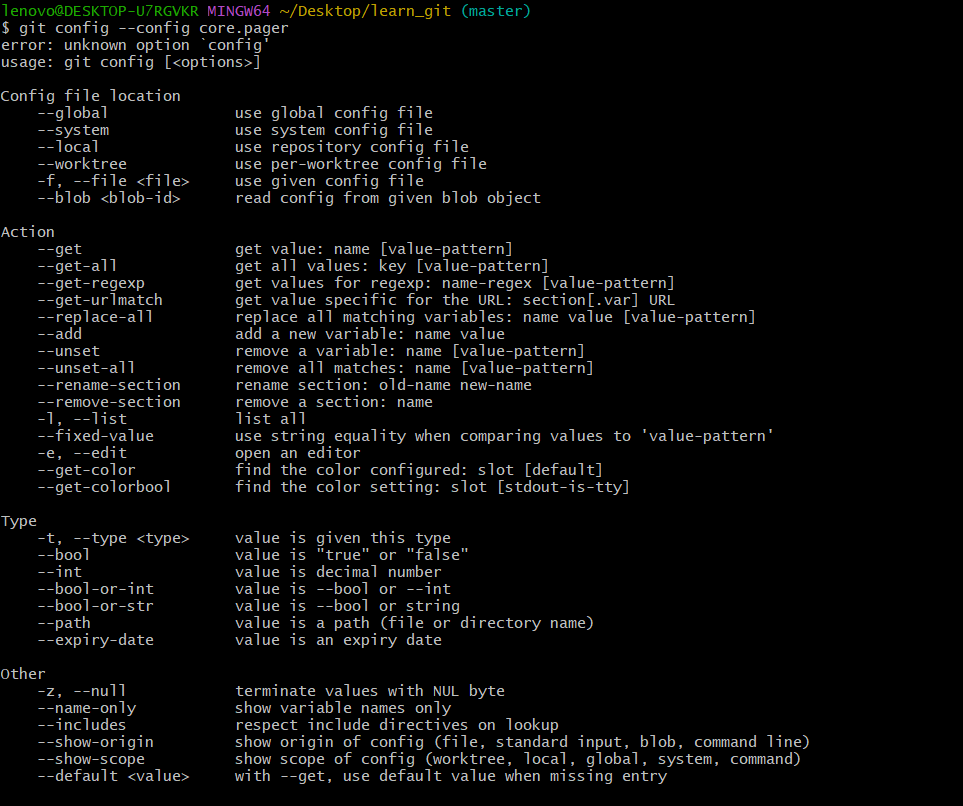 lenovo@DESKTOP-U7RGVKR MINGW64 ~/Desktop/learn_git (master)
$ git config --config core.pager
error: unknown option `config'
usage: git config [<options>]

Config file location
    --global              use global config file
    --system              use system config file
    --local               use repository config file
    --worktree            use per-worktree config file
    -f, --file <file>     use given config file
    --blob <blob-id>      read config from given blob object

Action
    --get                 get value: name [value-pattern]
    --get-all             get all values: key [value-pattern]
    --get-regexp          get values for regexp: name-regex [value-pattern]
    --get-urlmatch        get value specific for the URL: section[.var] URL
    --replace-all         replace all matching variables: name value [value-pattern]
    --add                 add a new variable: name value
    --unset               remove a variable: name [value-pattern]
    --unset-all           remove all matches: name [value-pattern]
    --rename-section      rename section: old-name new-name
    --remove-section      remove a section: name
    -l, --list            list all
    --fixed-value         use string equality when comparing values to 'value-pattern'
    -e, --edit            open an editor
    --get-color           find the color configured: slot [default]
    --get-colorbool       find the color setting: slot [stdout-is-tty]

Type
    -t, --type <type>     value is given this type
    --bool                value is "true" or "false"
    --int                 value is decimal number
    --bool-or-int         value is --bool or --int
    --bool-or-str         value is --bool or string
    --path                value is a path (file or directory name)
    --expiry-date         value is an expiry date

Other
    -z, --null            terminate values with NUL byte
    --name-only           show variable names only
    --includes            respect include directives on lookup
    --show-origin         show origin of config (file, standard input, blob, command line)
    --show-scope          show scope of config (worktree, local, global, system, command)
    --default <value>     with --get, use default value when missing entry